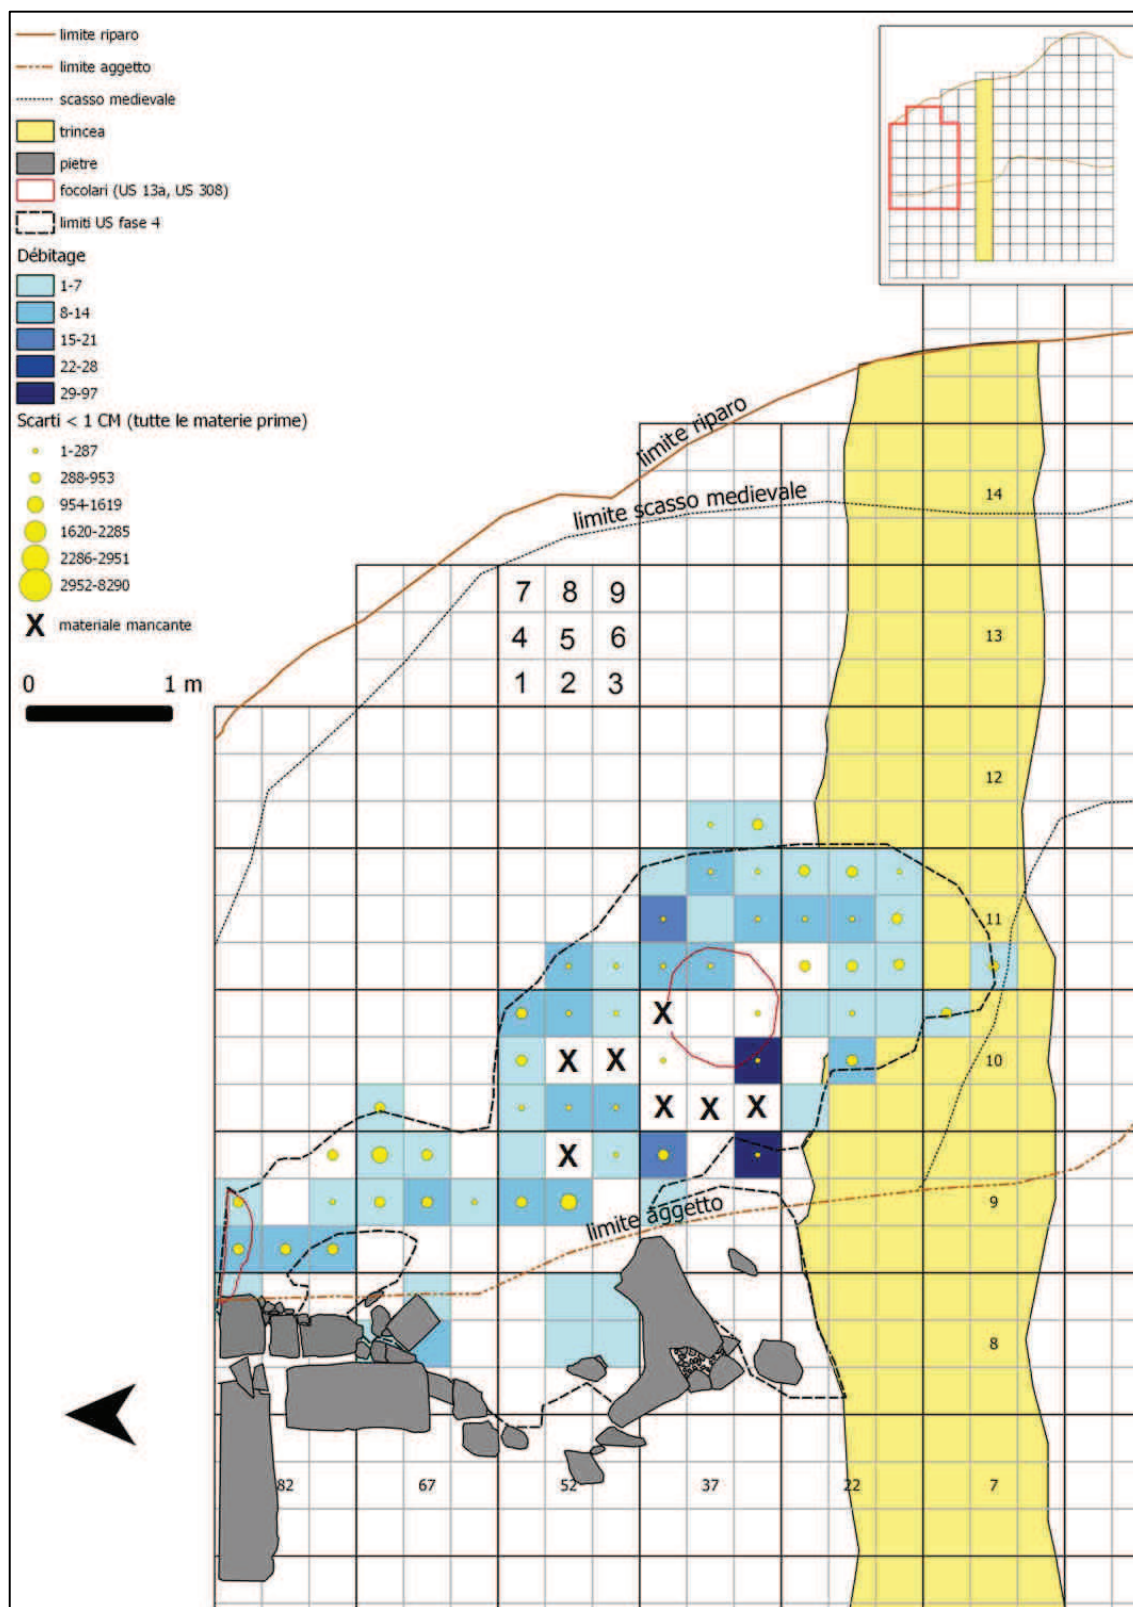 limite riparo
limite aggetto
scasso medievale
trincea
pietre
focolari (US 13a, US 308)
limiti US fase 4
Débitage
1-7
8-14
15-21
22-28
29-97
Scarti < 1 CM (tutte le materie prime)
1-287
288-953
954-1619
1620-2285
2286-2951
2952-8290
X materiale mancante
0 1 m
limite riparo
limite scasso medievale
14
7 8 9
4 5 6
1 2 3
13
12
11
X
X X
10
X X X
X
9
limite aggetto
8
82 67 52 37 22 7